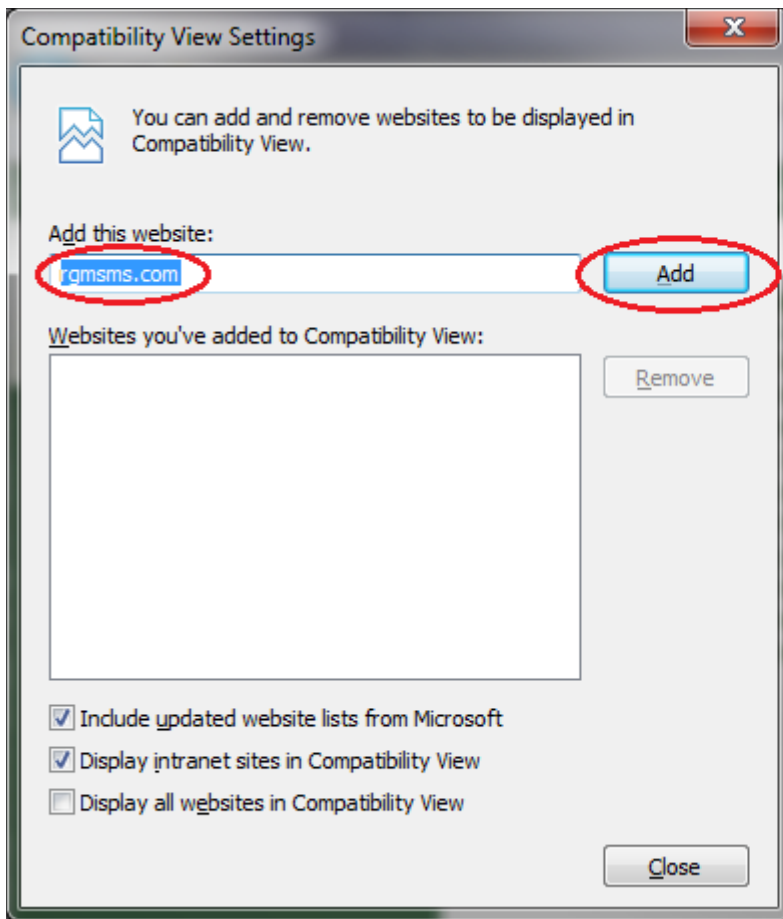 Compatibility View Settings
You can add and remove websites to be displayed in
Compatibility View.
Add this website:
rgmsms.com
Add
Websites you've added to Compatibility View:
Remove
Include updated website lists from Microsoft
Display intranet sites in Compatibility View
Display all websites in Compatibility View
Close